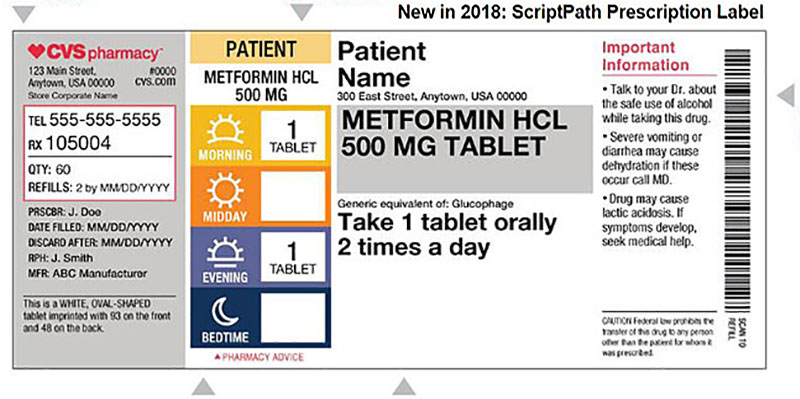 New in 2018: ScriptPath Prescription Label
CVS pharmacy
123 Main Street, #0000
Anytown, USA 00000 cvs.com
Store Corporate Name
TEL 555-555-5555
RX 105004
QTY: 60
REFILLS: 2 by MM/DD/YYYY
PRSCBR: J. Doe
DATE FILLED: MM/DD/YYYY
DISCARD AFTER: MM/DD/YYYY
RPH: J. Smith
MFR: ABC Manufacturer
This is a WHITE, OVAL-SHAPED
tablet imprinted with 93 on the front
and 48 on the back.
PATIENT
METFORMIN HCL
500 MG
MORNING
1
TABLET
MIDDAY
EVENING
1
TABLET
BEDTIME
PHARMACY ADVICE
Patient
Name
300 East Street, Anytown, USA 00000
METFORMIN HCL
500 MG TABLET
Generic equivalent of: Glucophage
Take 1 tablet orally
2 times a day
Important
Information
• Talk to your Dr. about
the safe use of alcohol
while taking this drug.
• Severe vomiting or
diarrhea may cause
dehydration if these
occur call MD.
• Drug may cause
lactic acidosis. If
symptoms develop,
seek medical help.
CAUTION Federal law prohibits the
transfer of this drug to any person
other than the patient for whom it
was prescribed.
SCAN TO
REFILL